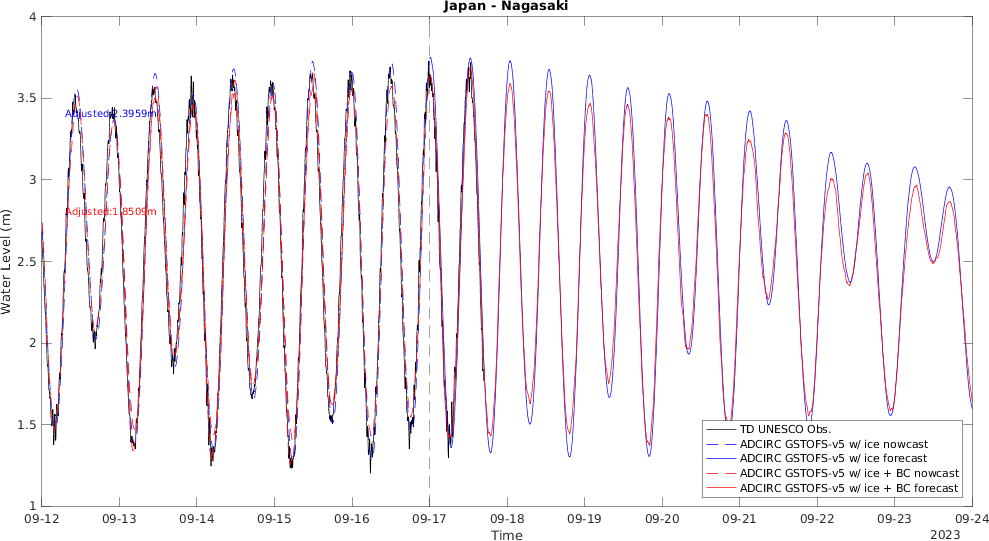 Japan - Nagasaki
4
3.5
3
2.5
2
1.5
1
Water Level (m)
Adjusted:2.3959m
Adjusted:1.8509m
TD UNESCO Obs.
ADCIRC GSTOFS-v5 w/ ice nowcast
ADCIRC GSTOFS-v5 w/ ice forecast
ADCIRC GSTOFS-v5 w/ ice + BC nowcast
ADCIRC GSTOFS-v5 w/ ice + BC forecast
09-12 09-13 09-14 09-15 09-16 09-17 09-18 09-19 09-20 09-21 09-22 09-23 09-24
Time
2023